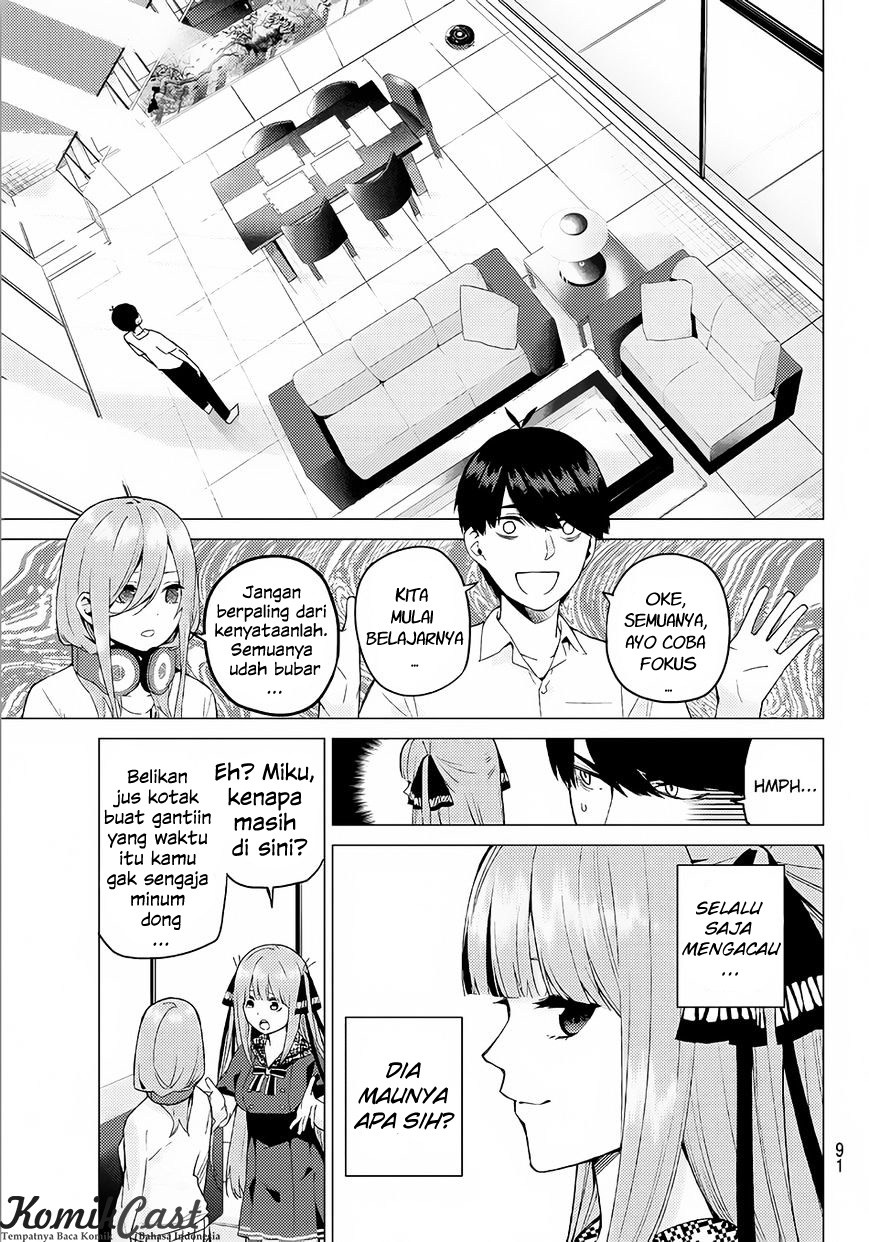 OKE,
SEMUANYA,
AYO COBA
FOKUS
...
KITA
MULAI
BELAJARNYA
...
Jangan
berpaling dari
kenyataanlah.
Semuanya
udah bubar
...
HMPH...
SELALU
SAJA
MENGACAU
...
DIA
MAUNYA
APA SIH?
Eh? Miku,
kenapa
masih
di sini?
Belikan
jus kotak
buat gantiin
yang waktu
itu kamu
gak sengaja
minum
dong
...
91
KomikCast
Tempatnya Baca Komik Bahasa Indonesia